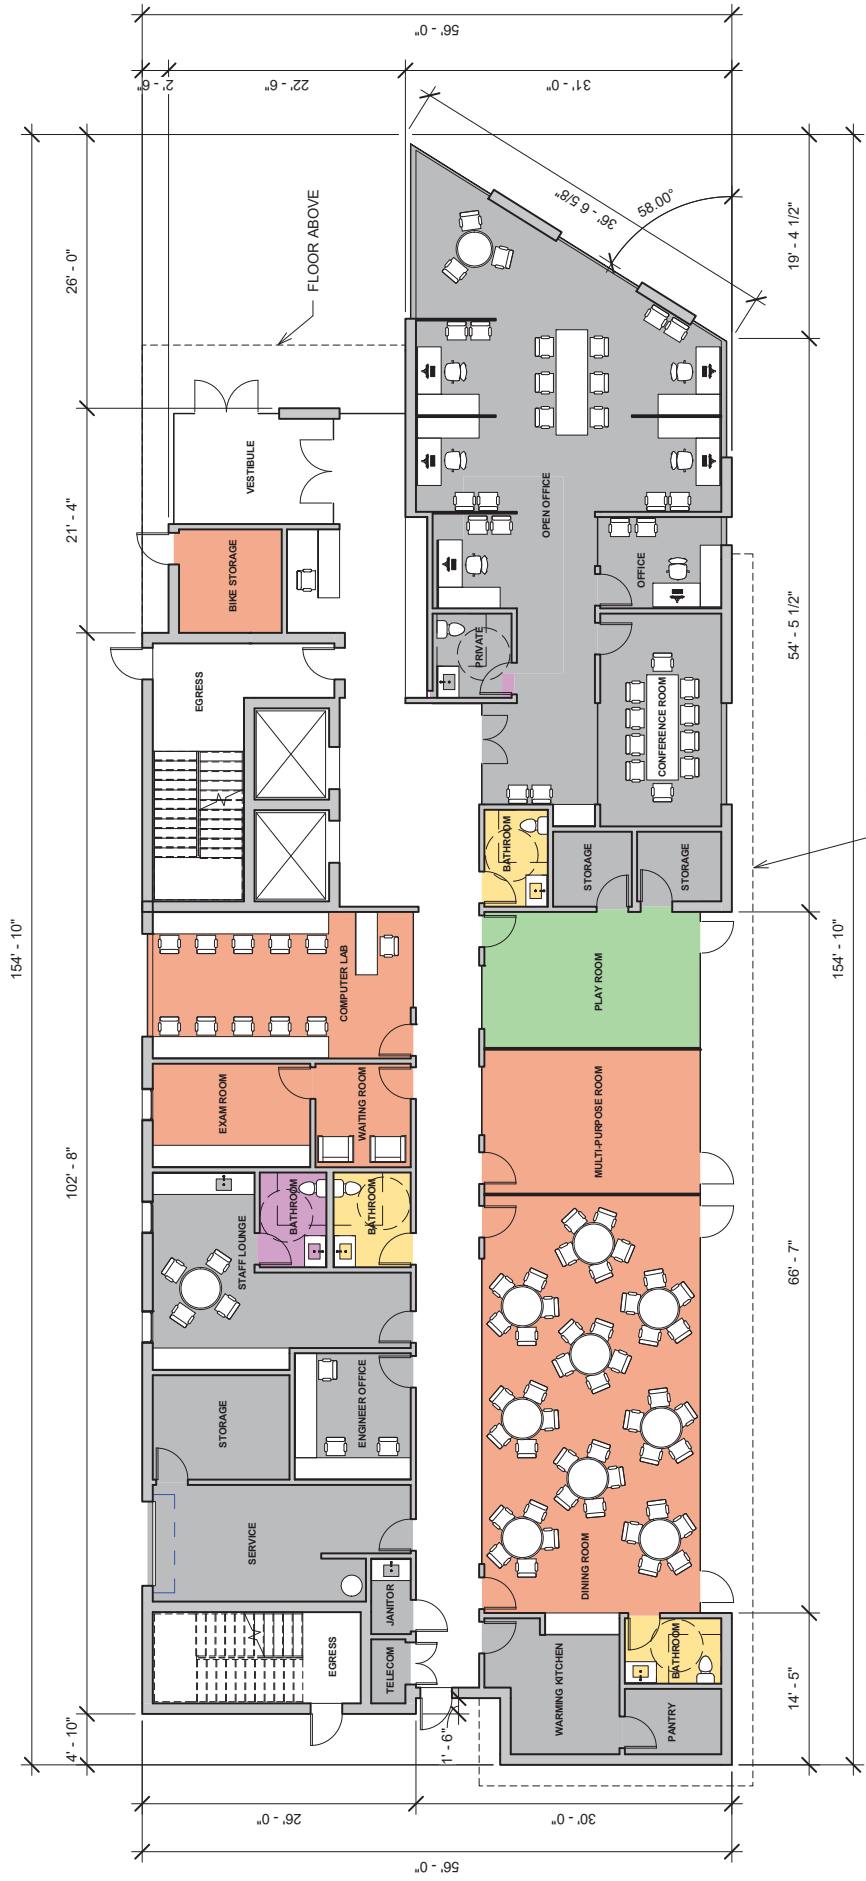 154' - 10"
4' - 10"
102' - 8"
21' - 4"
26' - 0"
FLOOR ABOVE
56' - 0"
26' - 0"
30' - 0"
1' - 6"
56' - 0"
2' - 6"
22' - 6"
31' - 0"
EGRESS
TELECOM
JANITOR
SERVICE
STORAGE
ENGINEER OFFICE
STAFF LOUNGE
BATHROOM
BATHROOM
EXAM ROOM
WAITING ROOM
COMPUTER LAB
EGRESS
BIKE STORAGE
VESTIBULE
WARMING KITCHEN
PANTRY
BATHROOM
DINING ROOM
MULTI-PURPOSE ROOM
PLAY ROOM
BATHROOM
STORAGE
STORAGE
CONFERENCE ROOM
PRIVATE
OFFICE
OPEN OFFICE
36' - 6 5/8"
58.00°
14' - 5"
66' - 7"
54' - 5 1/2"
19' - 4 1/2"
154' - 10"